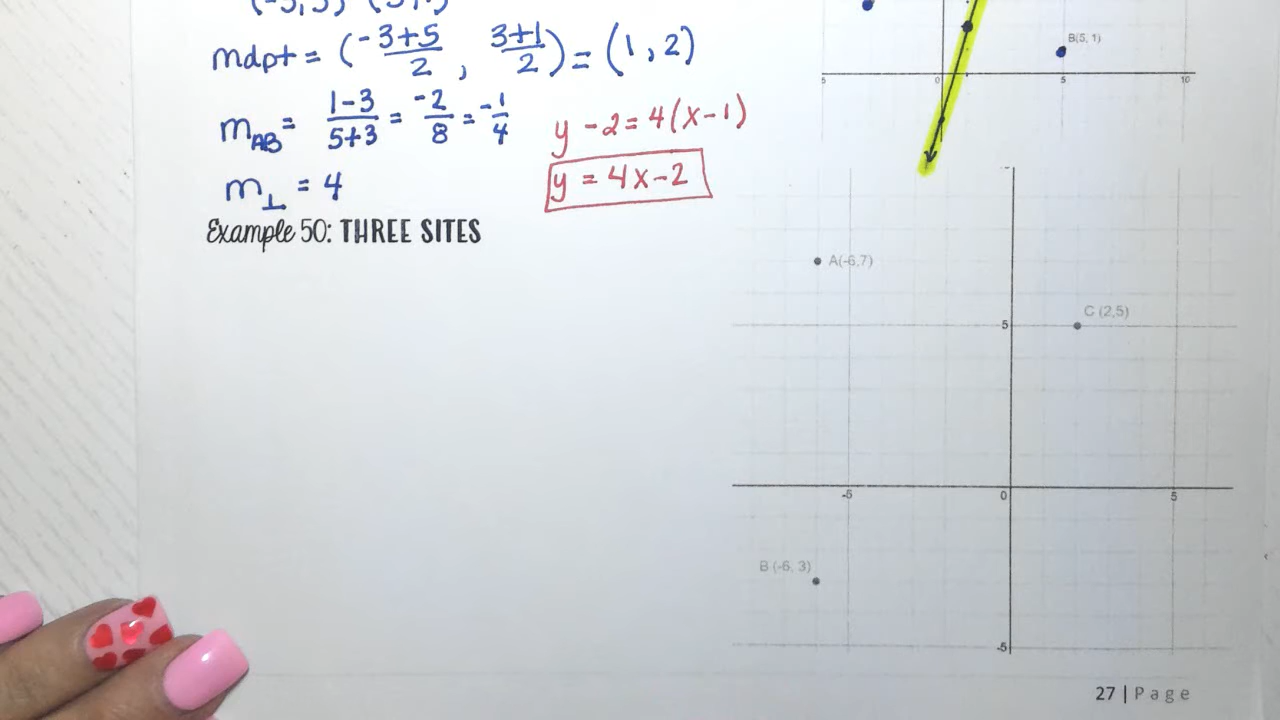 mdpt = (-3+5/2, 3+1/2) = (1, 2)
m_AB = 1-3/5+3 = -2/8 = -1/4
m⊥ = 4
y - 2 = 4(x - 1)
y = 4x - 2
B(5, 1)
5 0 5 10
Example 50: THREE SITES
A(-6,7)
C (2,5)
5
-5 0 5
B (-6, 3)
-5
27 | Page